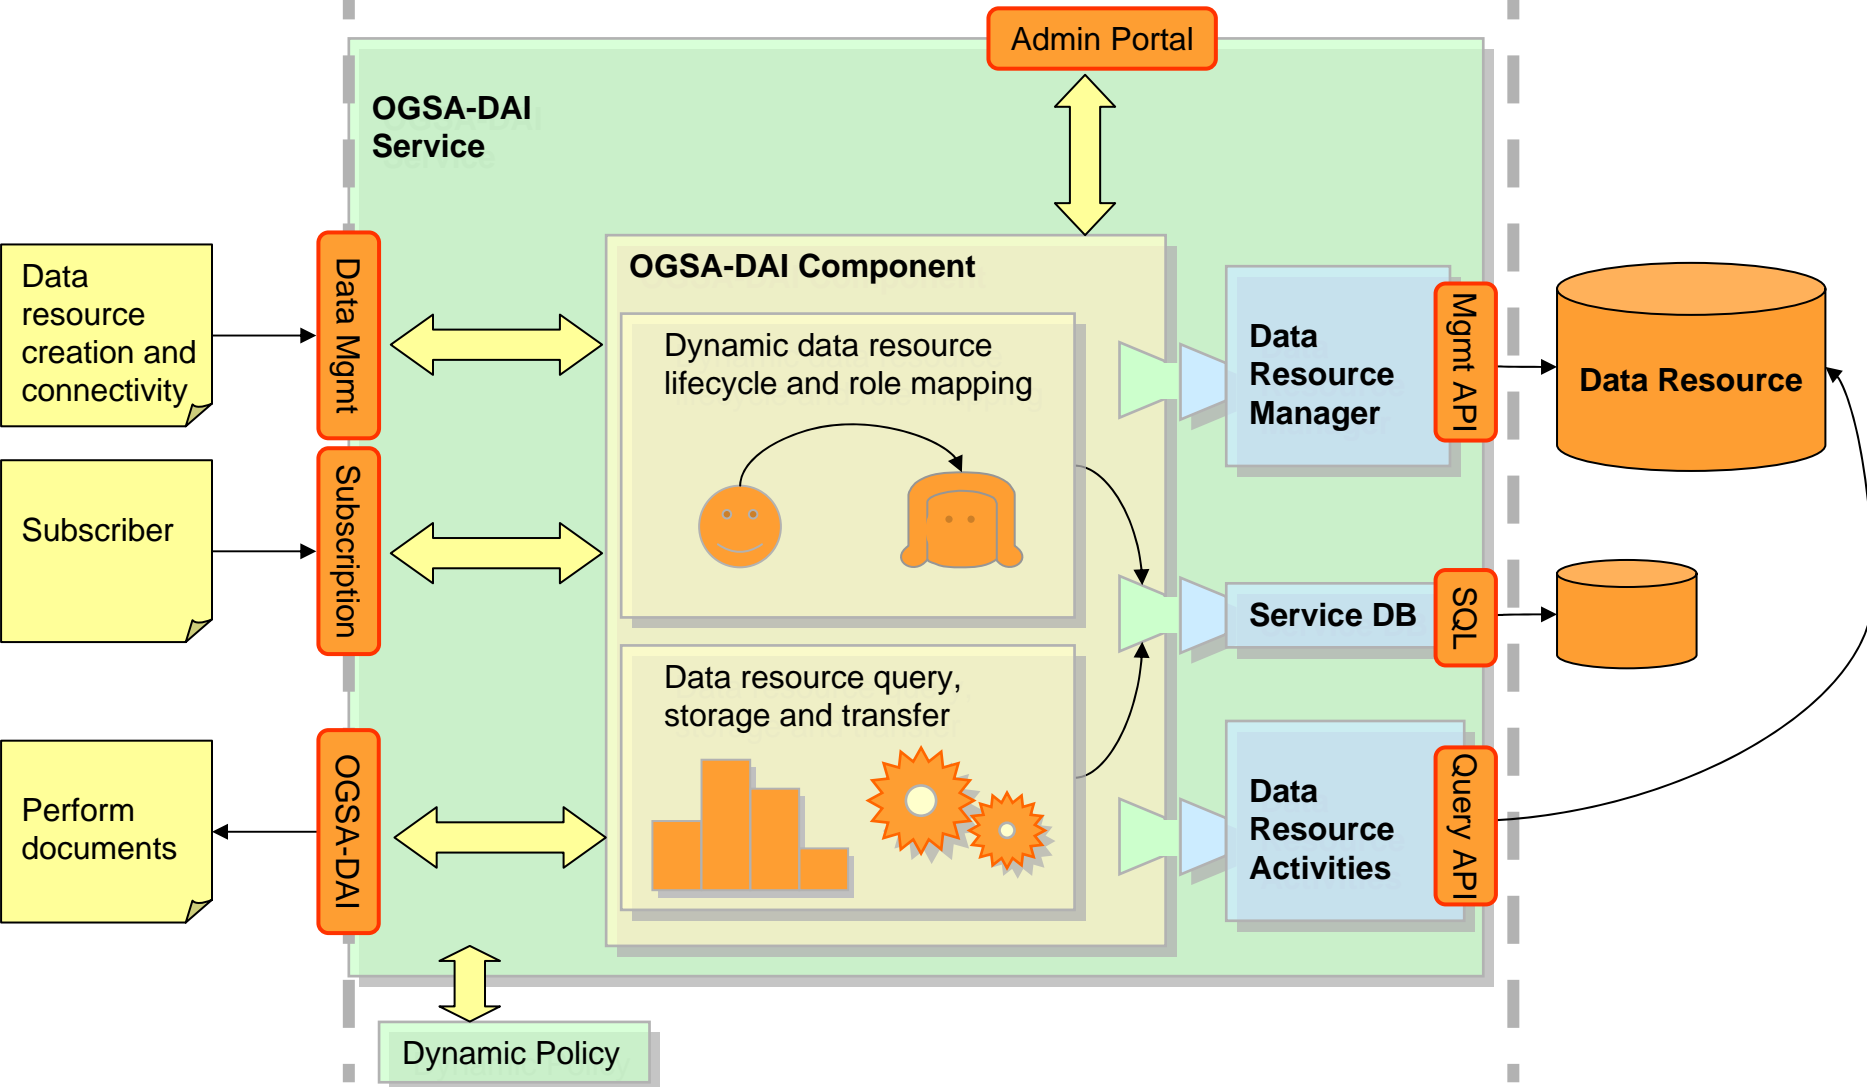 Admin Portal
OGSA-DAI
Service
Data
resource
creation and
connectivity
Data Mgmt
Subscriber
Subscription
Perform
documents
OGSA-DAI
OGSA-DAI Component
Dynamic data resource
lifecycle and role mapping
Data resource query,
storage and transfer
Data
Resource
Manager
Mgmt API
Data Resource
Service DB
SQL
Data
Resource
Activities
Query API
Dynamic Policy